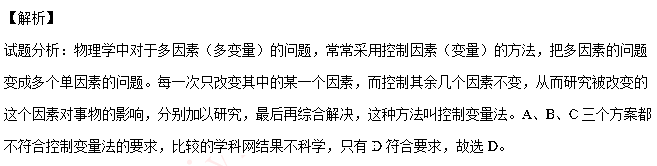 【解析】
试题分析：物理学中对于多因素（多变量）的问题，常常采用控制因素（变量）的方法，把多因素的问题
变成多个单因素的问题。每一次只改变其中的某一个因素，而控制其余几个因素不变，从而研究被改变的
这个因素对事物的影响，分别加以研究，最后再综合解决，这种方法叫控制变量法。A、B、C 三个方案都
不符合控制变量法的要求，比较的学科网结果不科学，只有 D 符合要求，故选 D。